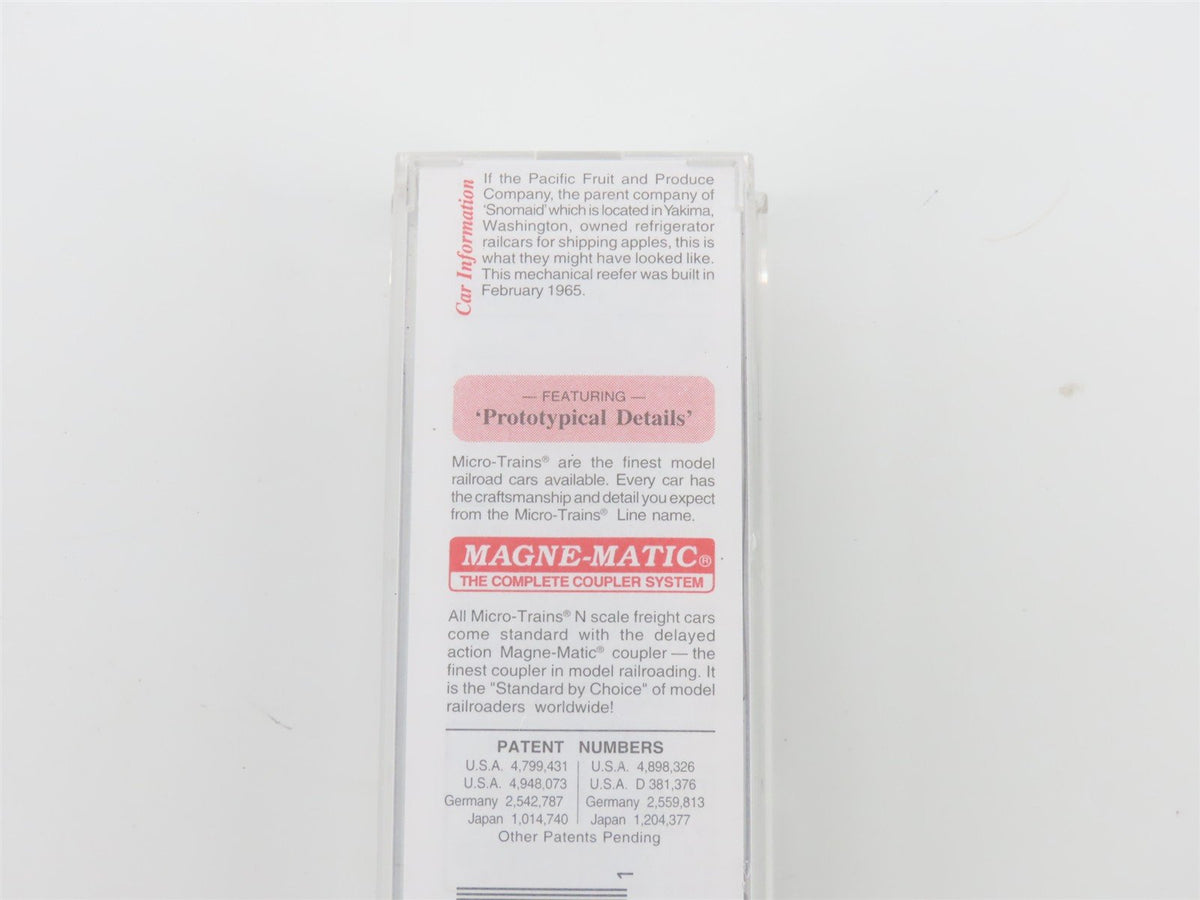 Car Information
If the Pacific Fruit and Produce
Company, the parent company of
'Snomaid' which is located in Yakima,
Washington, owned refrigerator
railcars for shipping apples, this is
what they might have looked like.
This mechanical reefer was built in
February 1965.
— FEATURING —
'Prototypical Details'
Micro-Trains® are the finest model
railroad cars available. Every car has
the craftsmanship and detail you expect
from the Micro-Trains® Line name.
MAGNE-MATIC®
THE COMPLETE COUPLER SYSTEM
All Micro-Trains® N scale freight cars
come standard with the delayed
action Magne-Matic® coupler — the
finest coupler in model railroading. It
is the "Standard by Choice" of model
railroaders worldwide!
PATENT NUMBERS
U.S.A. 4,799,431 U.S.A. 4,898,326
U.S.A. 4,948,073 U.S.A. D 381,376
Germany 2,542,787 Germany 2,559,813
Japan 1,014,740 Japan 1,204,377
Other Patents Pending
1